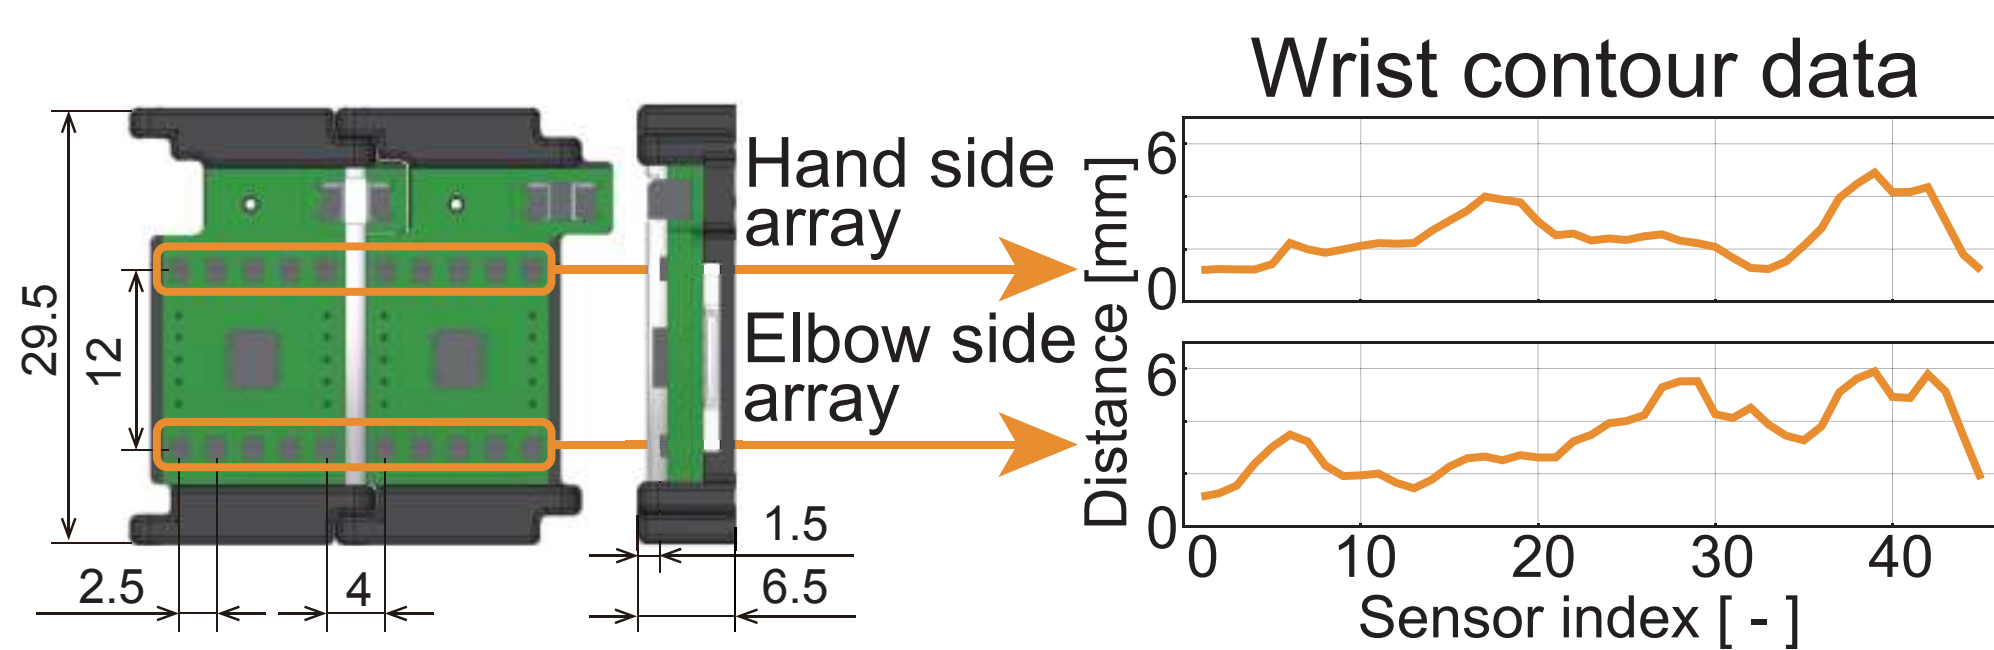 Wrist contour data
Hand side
array
Elbow side
array
29.5
12
2.5
4
1.5
6.5
Distance [mm]
6
0
6
0
0
10
20
30
40
Sensor index [ - ]